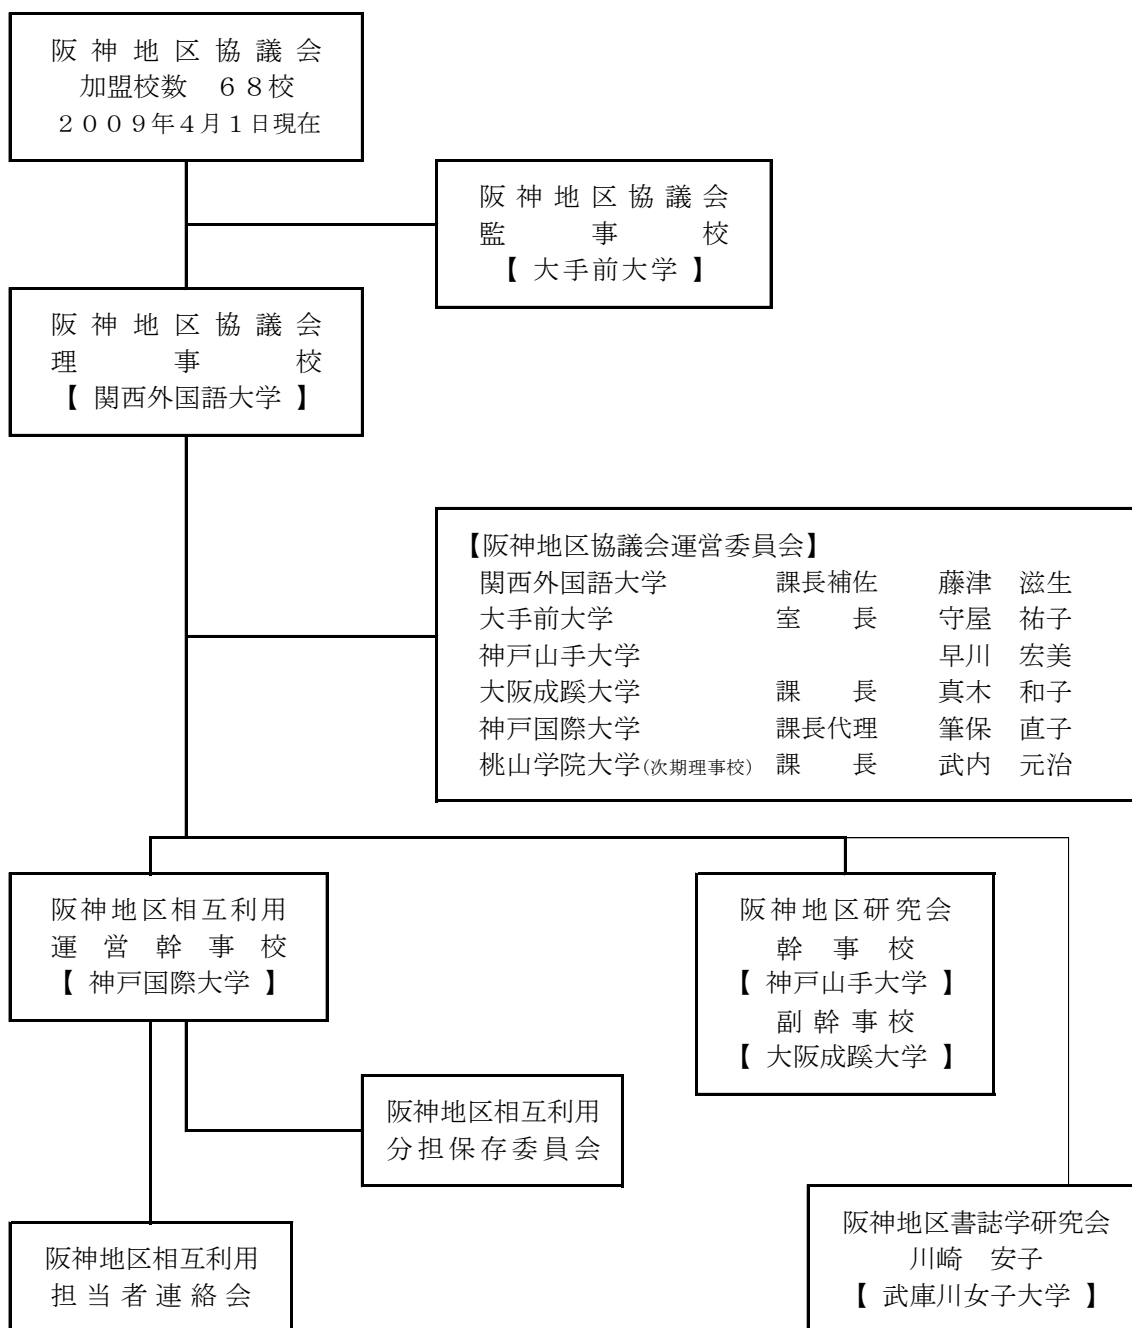 阪神地区協議会
加盟校数　６８校
２００９年４月１日現在
阪神地区協議会
監事校
【 大手前大学 】
阪神地区協議会
理事校
【 関西外国語大学 】
【阪神地区協議会運営委員会】
関西外国語大学　課長補佐　藤津　滋生
大手前大学　室　長　守屋　祐子
神戸山手大学　早川　宏美
大阪成蹊大学　課　長　真木　和子
神戸国際大学　課長代理　筆保　直子
桃山学院大学(次期理事校)　課　長　武内　元治
阪神地区相互利用
運営幹事校
【 神戸国際大学 】
阪神地区研究会
幹事校
【 神戸山手大学 】
副幹事校
【 大阪成蹊大学 】
阪神地区相互利用
分担保存委員会
阪神地区相互利用
担当者連絡会
阪神地区書誌学研究会
川崎　安子
【 武庫川女子大学 】